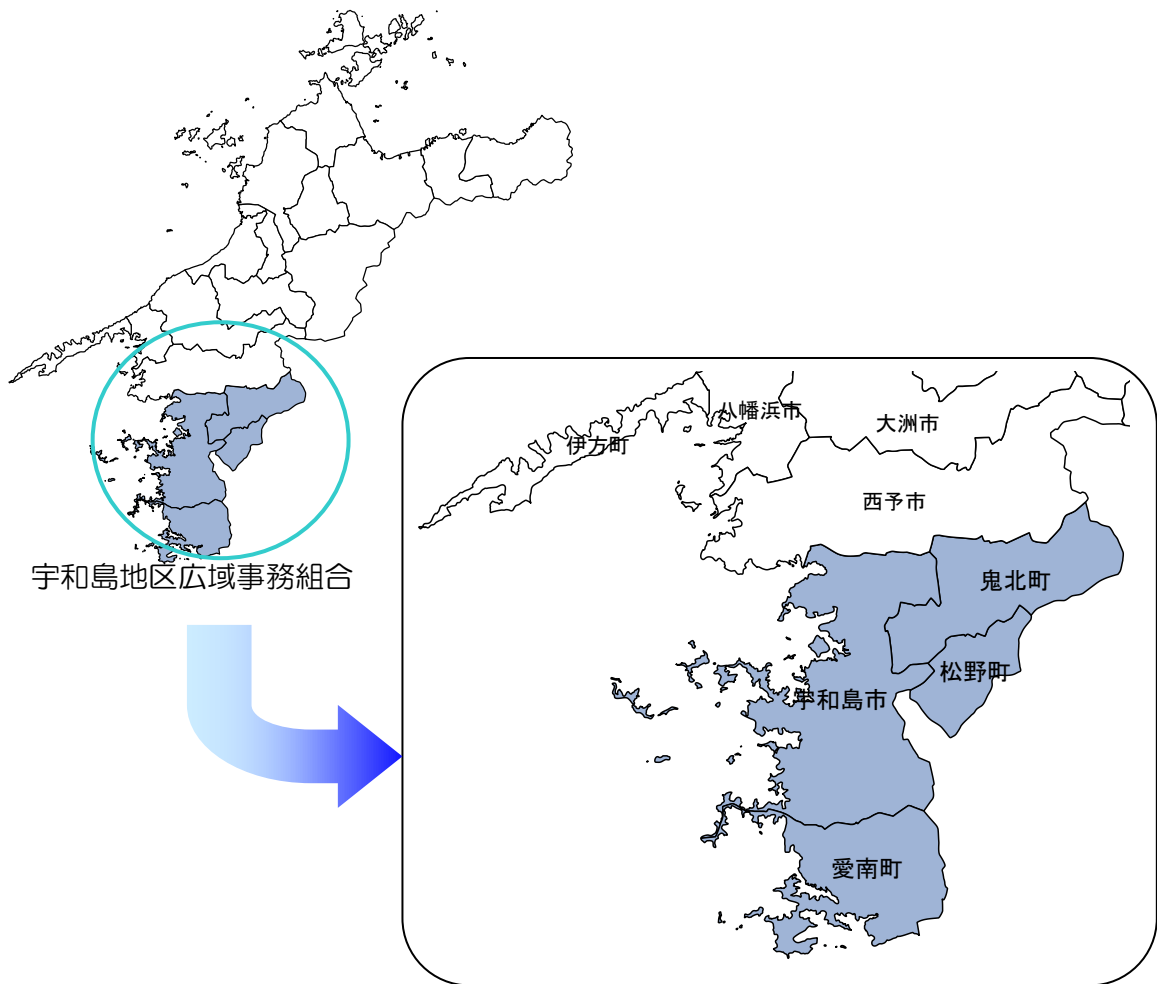 宇和島地区広域事務組合
八幡浜市
大洲市
伊方町
西予市
鬼北町
松野町
宇和島市
愛南町